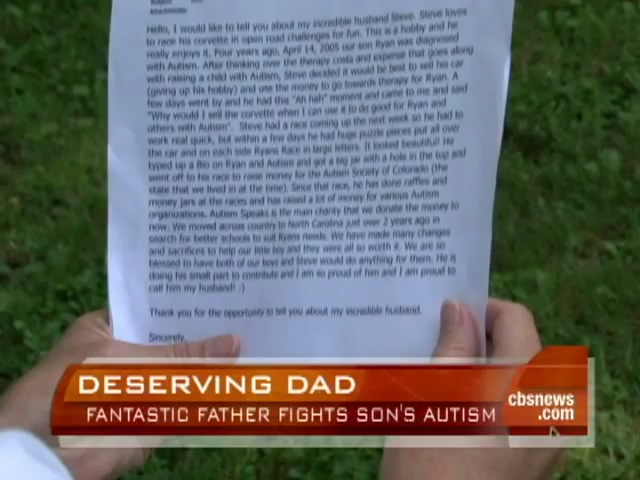 Subject:
Attachments:
Hello, I would like to tell you about my incredible husband Steve. Steve loves
to race his corvette in open road challenges for fun. This is a hobby and he
really enjoys it. Four years ago, April 14, 2005 our son Ryan was diagnosed
with Autism. After thinking over the therapy costs and expense that goes along
with raising a child with Autism, Steve decided it would be best to sell his car
(giving up his hobby) and use the money to go towards therapy for Ryan. A
few days went by and he had this "Ah hah" moment and came to me and said
"Why would I sell the corvette when I can use it to do good for Ryan and
others with Autism". Steve had a race coming up the next week so he had to
work real quick, but within a few days he had huge puzzle pieces put all over
the car and on each side Ryans Race in large letters. It looked beautiful! He
typed up a Bio on Ryan and Autism and got a big jar with a hole in the top and
went off to his race to raise money for the Autism Society of Colorado (the
state that we lived in at the time). Since that race, he has done raffles and
money jars at the races and has raised a lot of money for various Autism
organizations. Autism Speaks is the main charity that we donate the money to
now. We moved across country to North Carolina just over 2 years ago in
search for better schools to suit Ryans needs. We have made many changes
and sacrifices to help our little boy and they were all so worth it. We are so
blessed to have both of our boys and Steve would do anything for them. He is
doing his small part to contribute and I am so proud of him and I am proud to
call him my husband! :)
Thank you for the opportunity to tell you about my incredible husband.
Sincerely,
DESERVING DAD
FANTASTIC FATHER FIGHTS SON'S AUTISM
cbsnews
.com